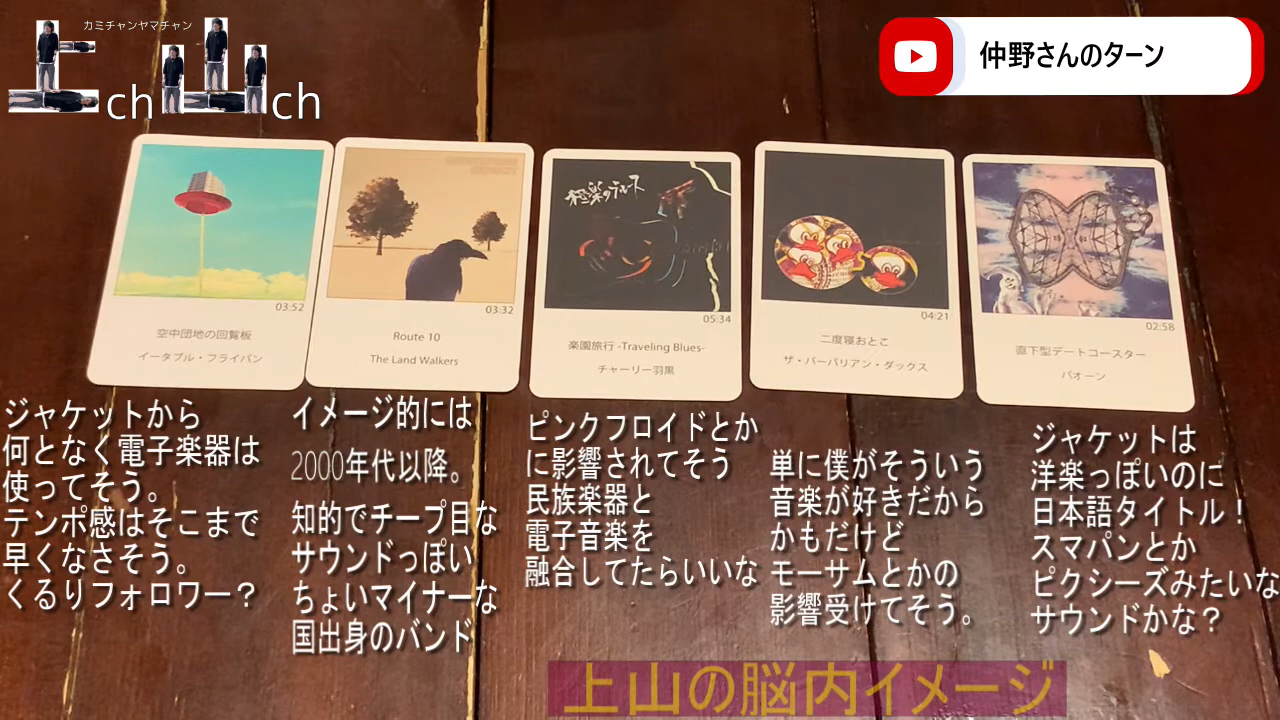 カミチャンヤマチャン
上ch山ch
仲野さんのターン
03:52
空中団地の回覧板
イータブル・フライパン
03:32
Route 10
The Land Walkers
極楽のブルース
05:34
楽園旅行 -Traveling Blues-
チャーリー羽黒
04:21
二度寝おとこ
ザ・バーバリアン・ダックス
02:58
直下型デートコースター
パオーン
ジャケットから
何となく電子楽器は
使ってそう。
テンポ感はそこまで
早くなさそう。
くるりフォロワー？
イメージ的には
2000年代以降。
知的でチープ目な
サウンドっぽい
ちょいマイナーな
国出身のバンド
ピンクフロイドとか
に影響されてそう
民族楽器と
電子音楽を
融合してたらいいな
単に僕がそういう
音楽が好きだから
かもだけど
モーサムとかの
影響受けてそう。
ジャケットは
洋楽っぽいのに
日本語タイトル！
スマパンとか
ピクシーズみたいな
サウンドかな？
上山の脳内イメージ